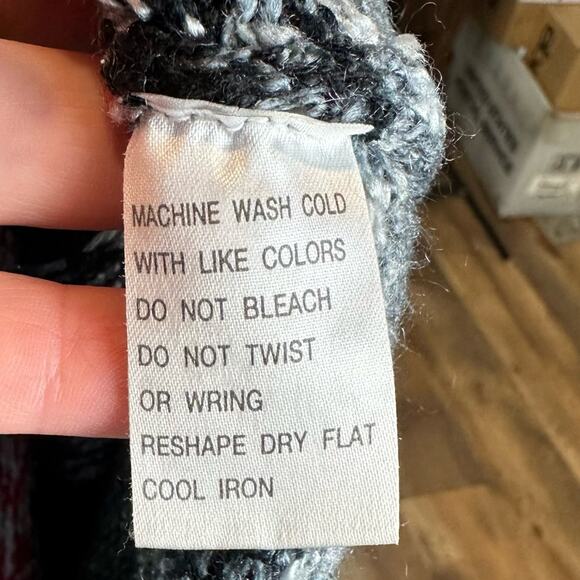 MACHINE WASH COLD
WITH LIKE COLORS
DO NOT BLEACH
DO NOT TWIST
OR WRING
RESHAPE DRY FLAT
COOL IRON